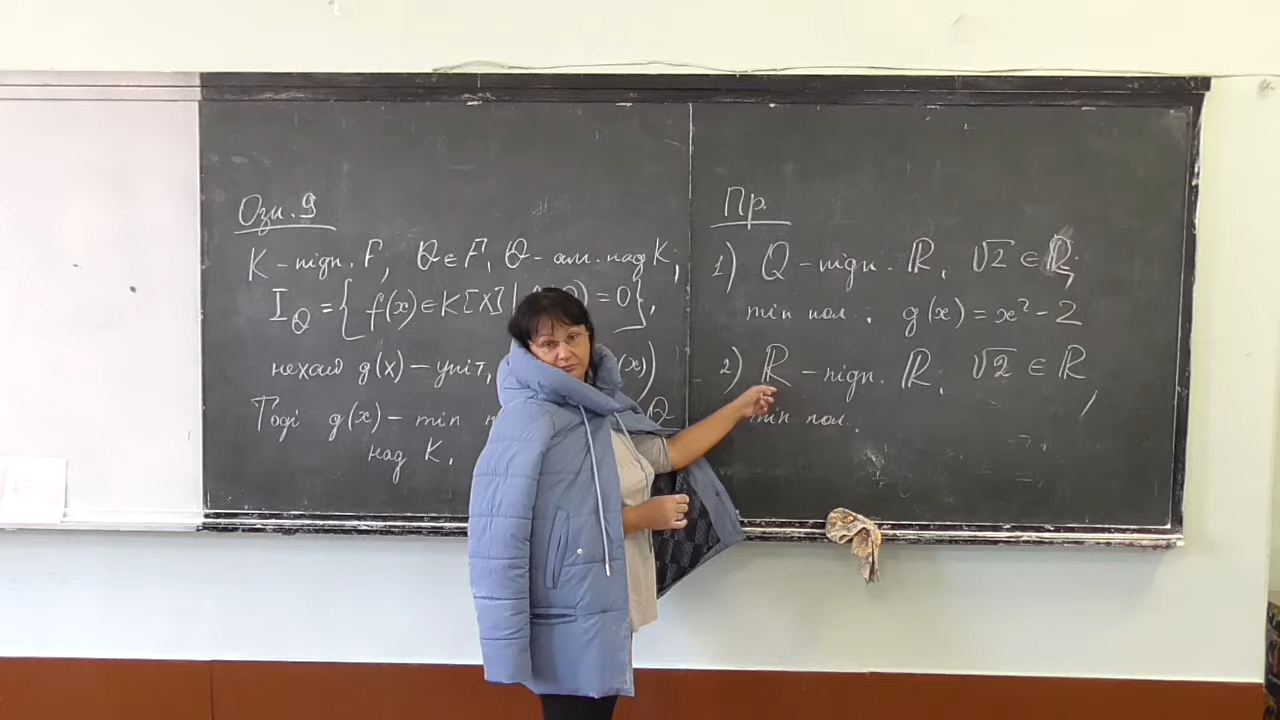 Озн. 9
K - підп. F, θ ∈ F, θ - алг. над K;
I_θ = { f(x) ∈ K[X] | ) = 0 },
нехай g(x) - уніт, (x))
Тоді g(x) - min θ
над K.
Пр.
1) Q - підп. ℝ, √2 ∈ ℝ;
min пол. g(x) = x² - 2
2) ℝ - підп. ℝ; √2 ∈ ℝ,
min пол.